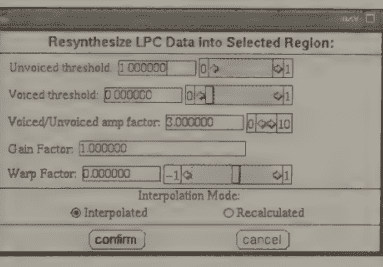 Resynthesize LPC Data into Selected Region:
Unvoiced threshold: 1.000000 0 1
Voiced threshold: 0.000000 0 1
Voiced/Unvoiced amp factor: 3.000000 0 10
Gain Factor: 1.000000
Warp Factor: 0.000000 -1 1
Interpolation Mode:
Interpolated Recalculated
confirm cancel